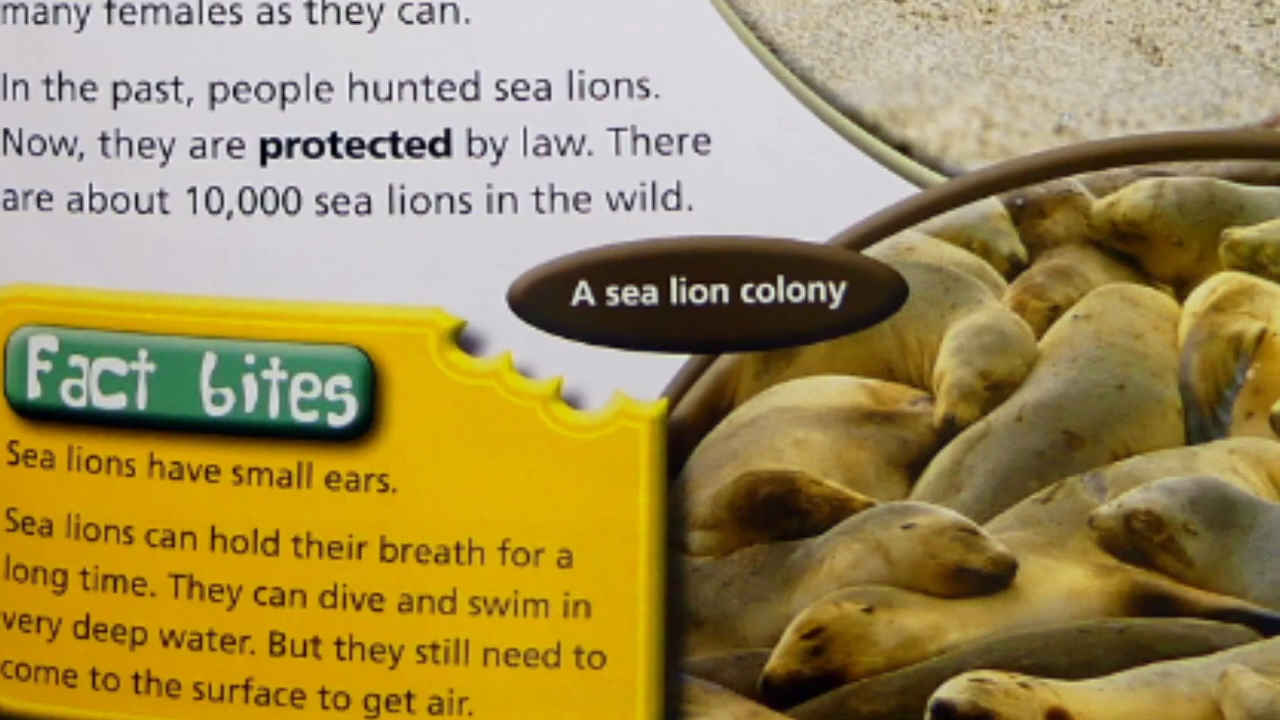 many females as they can.
In the past, people hunted sea lions.
Now, they are protected by law. There
are about 10,000 sea lions in the wild.
A sea lion colony
Fact bites
Sea lions have small ears.
Sea lions can hold their breath for a
long time. They can dive and swim in
very deep water. But they still need to
come to the surface to get air.